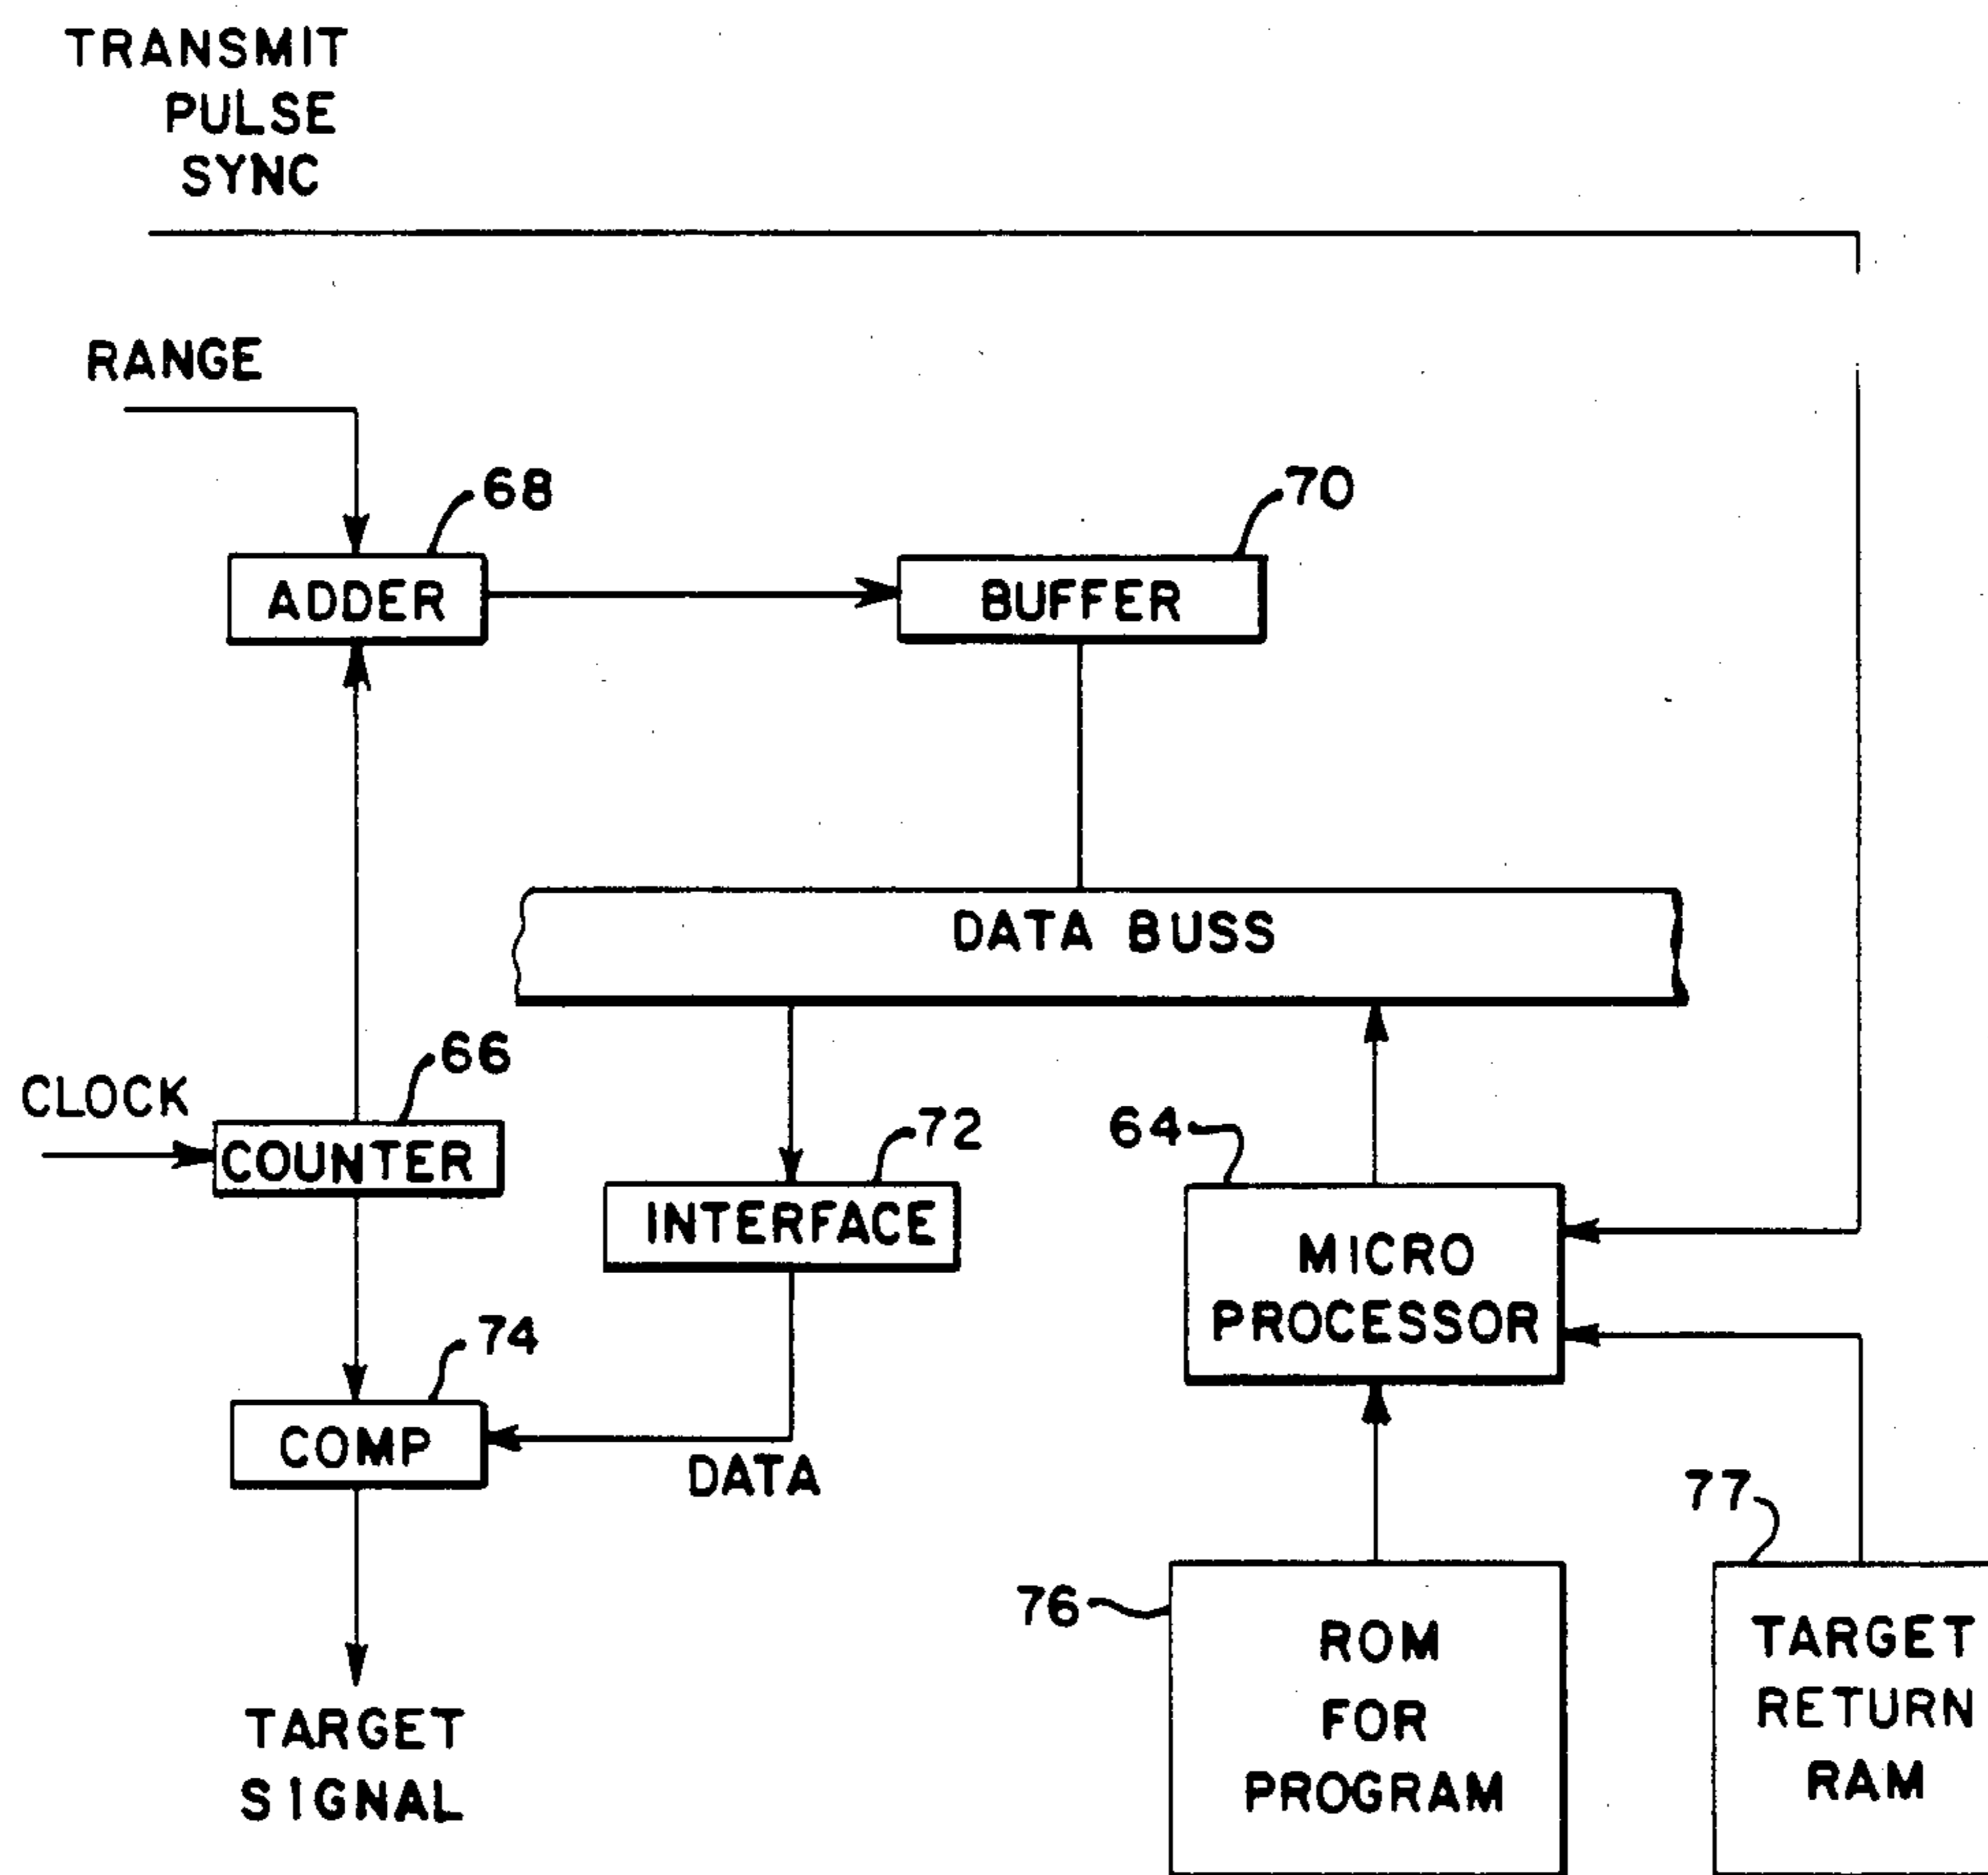 TRANSMIT
PULSE
SYNC
RANGE
68
70
ADDER
BUFFER
DATA BUSS
66
CLOCK
COUNTER
72
64
INTERFACE
MICRO
PROCESSOR
74
COMP
DATA
77
76
ROM
FOR
PROGRAM
TARGET
RETURN
RAM
TARGET
SIGNAL